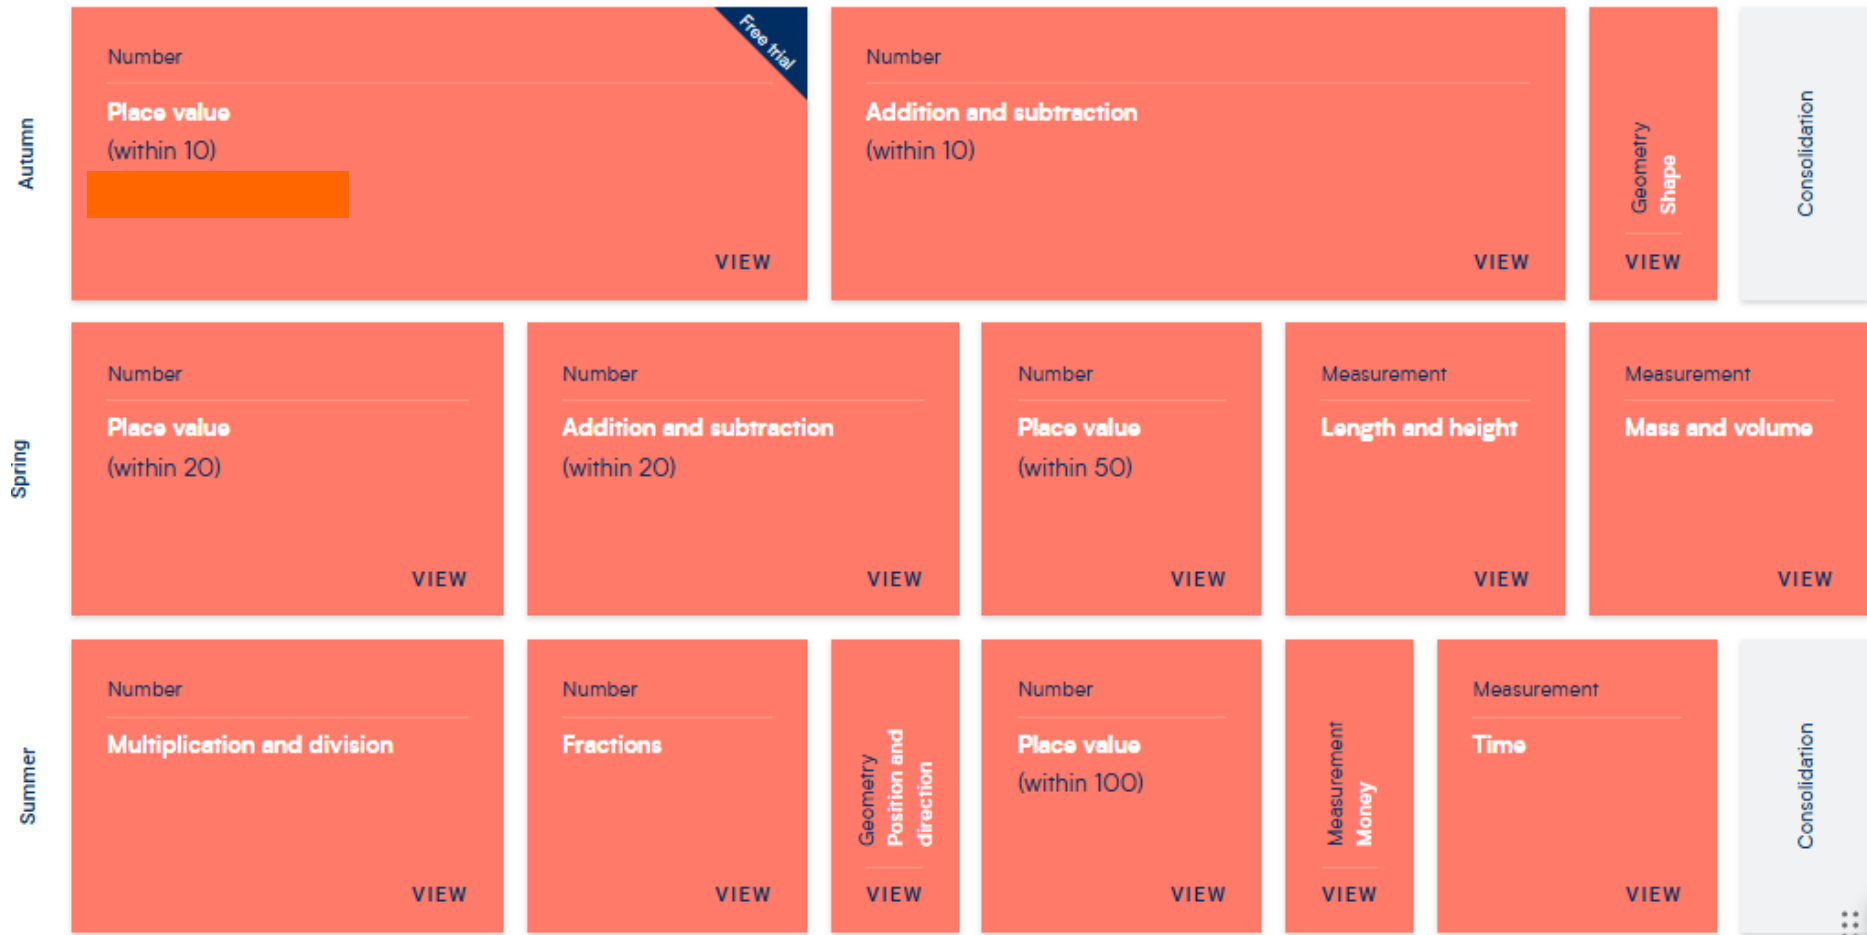 Autumn
Number
Free trial
Place value
(within 10)
VIEW
Number
Addition and subtraction
(within 10)
VIEW
Geometry
Shape
VIEW
Consolidation
Spring
Number
Place value
(within 20)
VIEW
Number
Addition and subtraction
(within 20)
VIEW
Number
Place value
(within 50)
VIEW
Measurement
Length and height
VIEW
Measurement
Mass and volume
VIEW
Summer
Number
Multiplication and division
VIEW
Number
Fractions
VIEW
Geometry
Position and
direction
VIEW
Number
Place value
(within 100)
VIEW
Measurement
Money
VIEW
Measurement
Time
VIEW
Consolidation